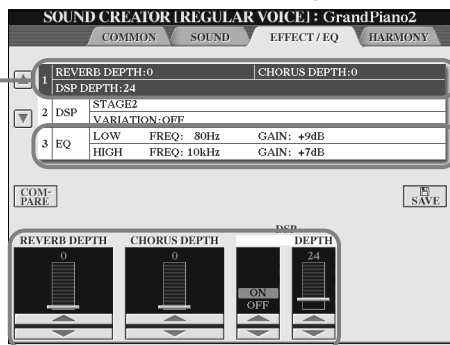 SOUND CREATOR [REGULAR VOICE] : GrandPiano2
COMMON SOUND EFFECT / EQ HARMONY
1 REVERB DEPTH:0 CHORUS DEPTH:0
DSP DEPTH:24
2 DSP STAGE2
VARIATION:OFF
3 EQ LOW FREQ: 80Hz GAIN: +9dB
HIGH FREQ: 10kHz GAIN: +7dB
COM-
PARE
SAVE
DSP
REVERB DEPTH CHORUS DEPTH DEPTH
0 0 24
ON
OFF